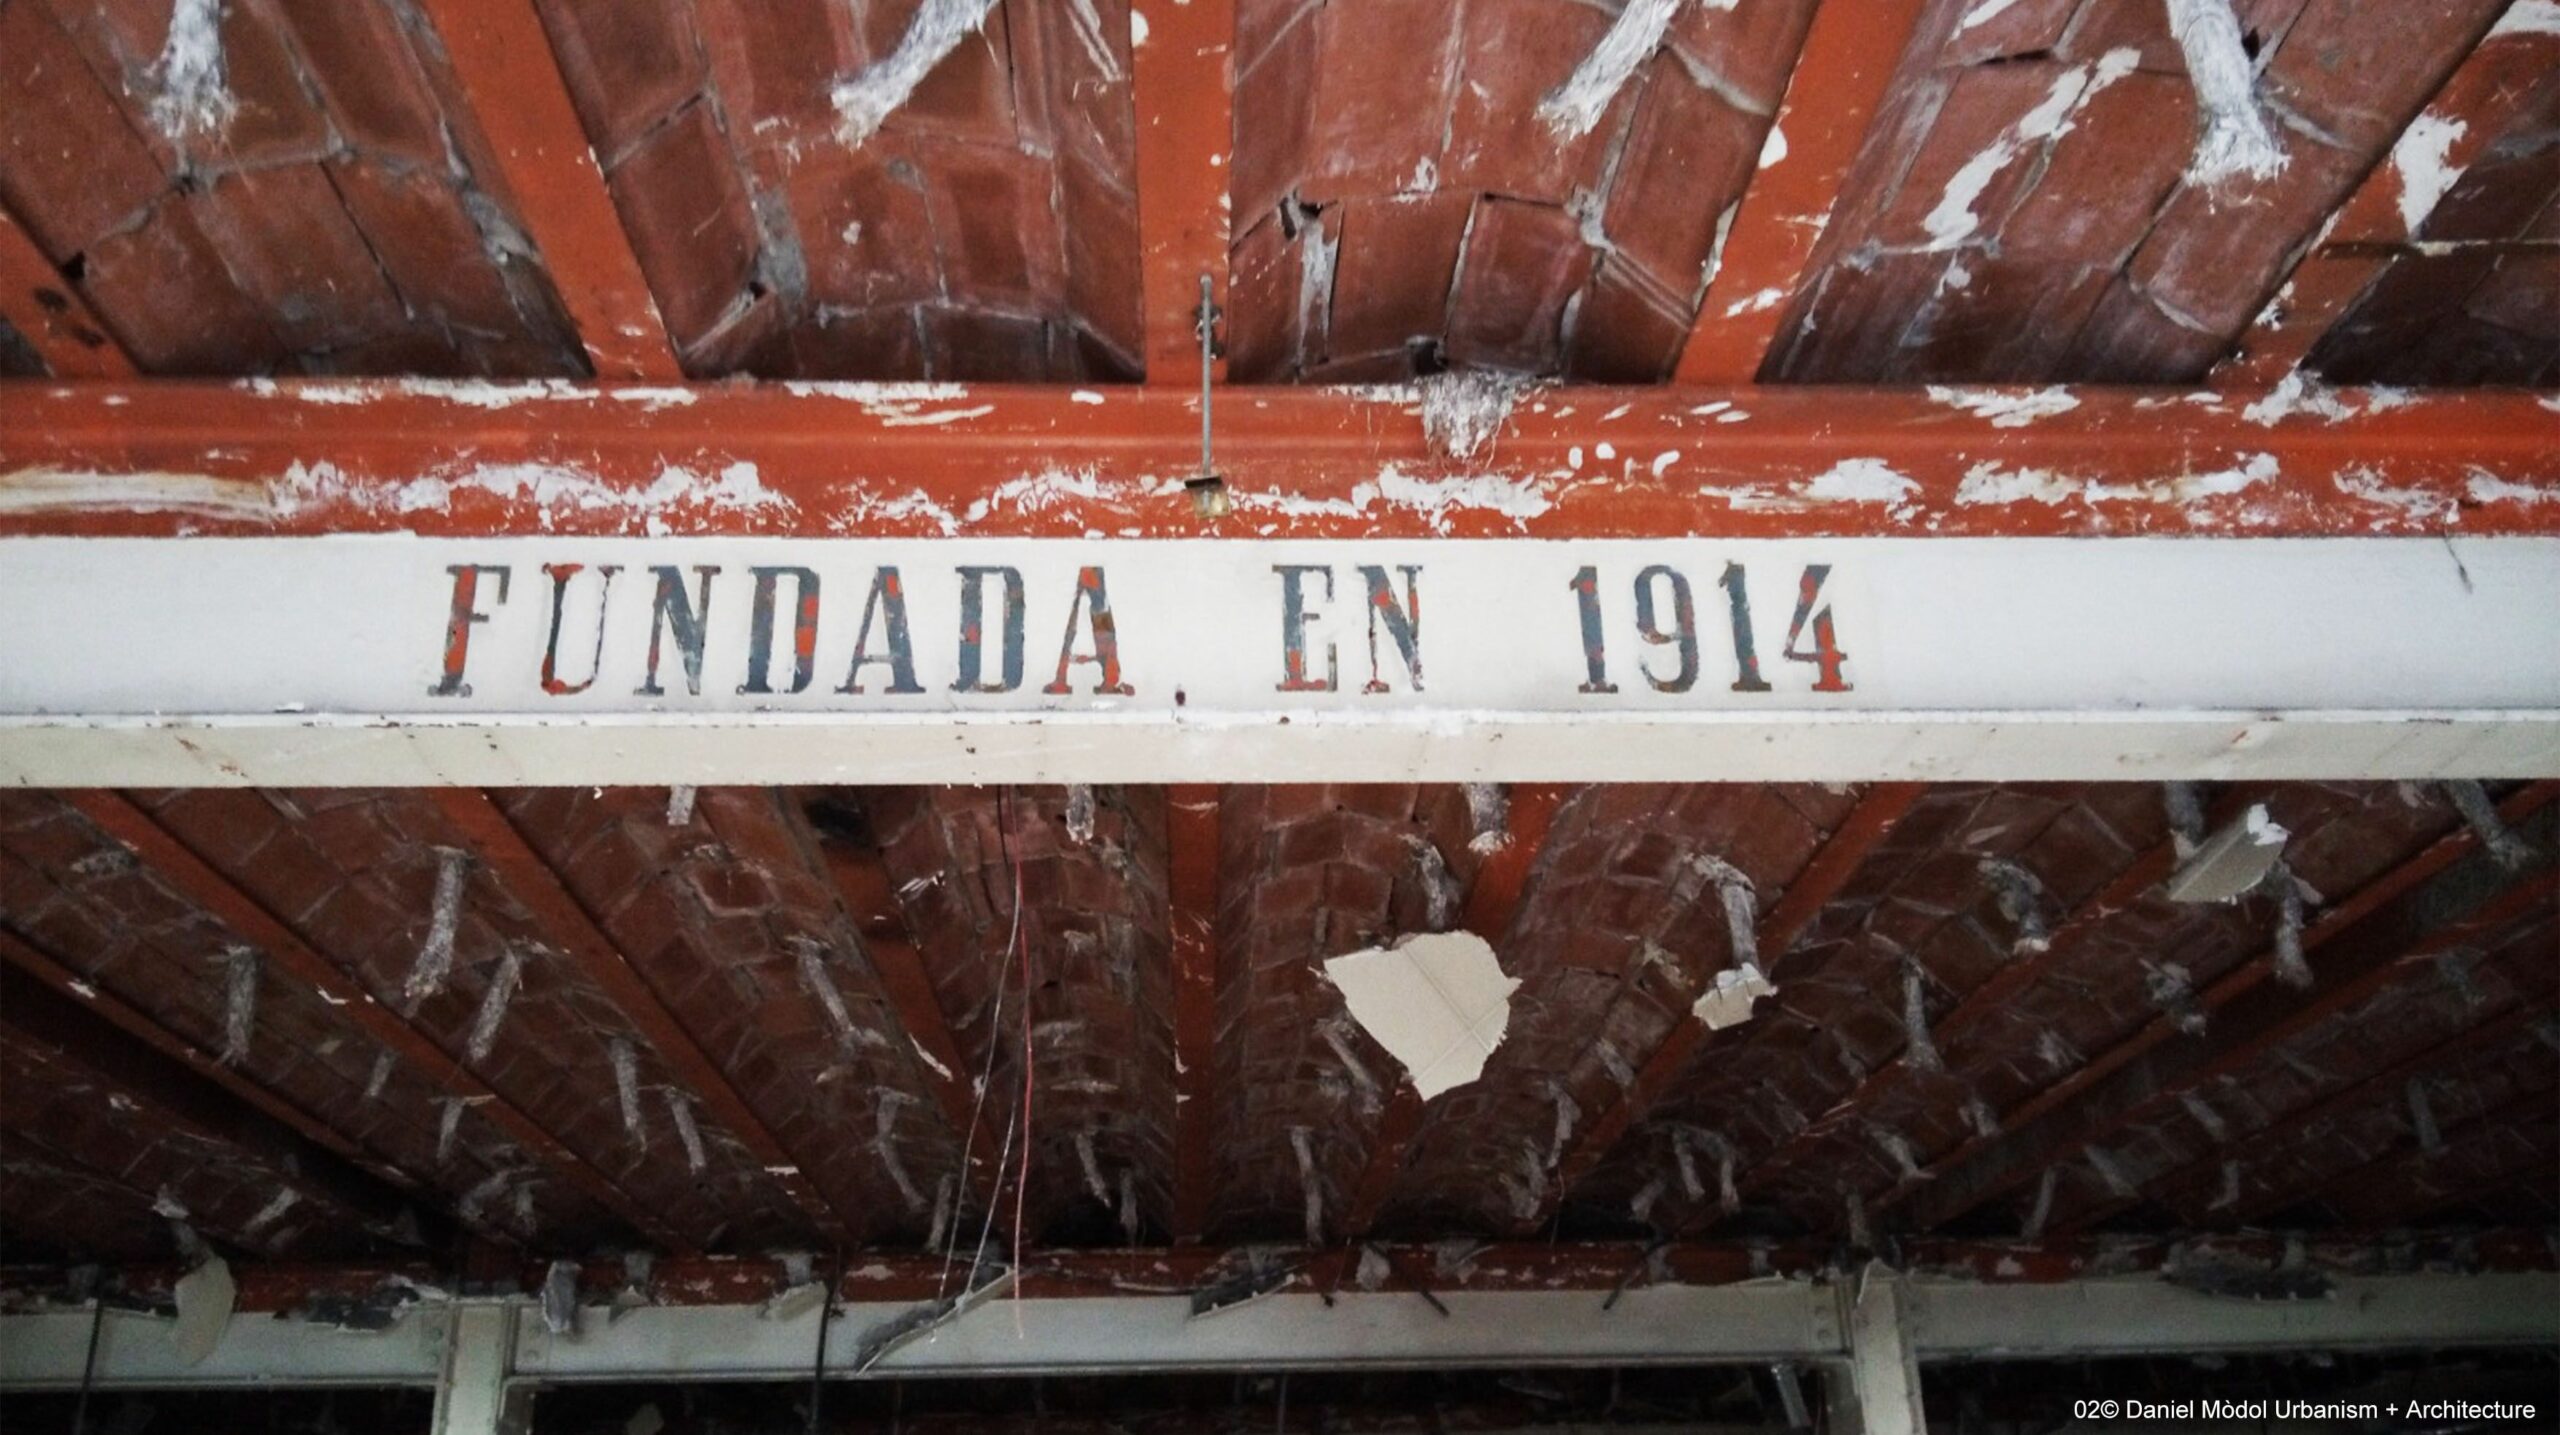 FUNDADA EN 1914
02© Daniel Mòdol Urbanism + Architecture